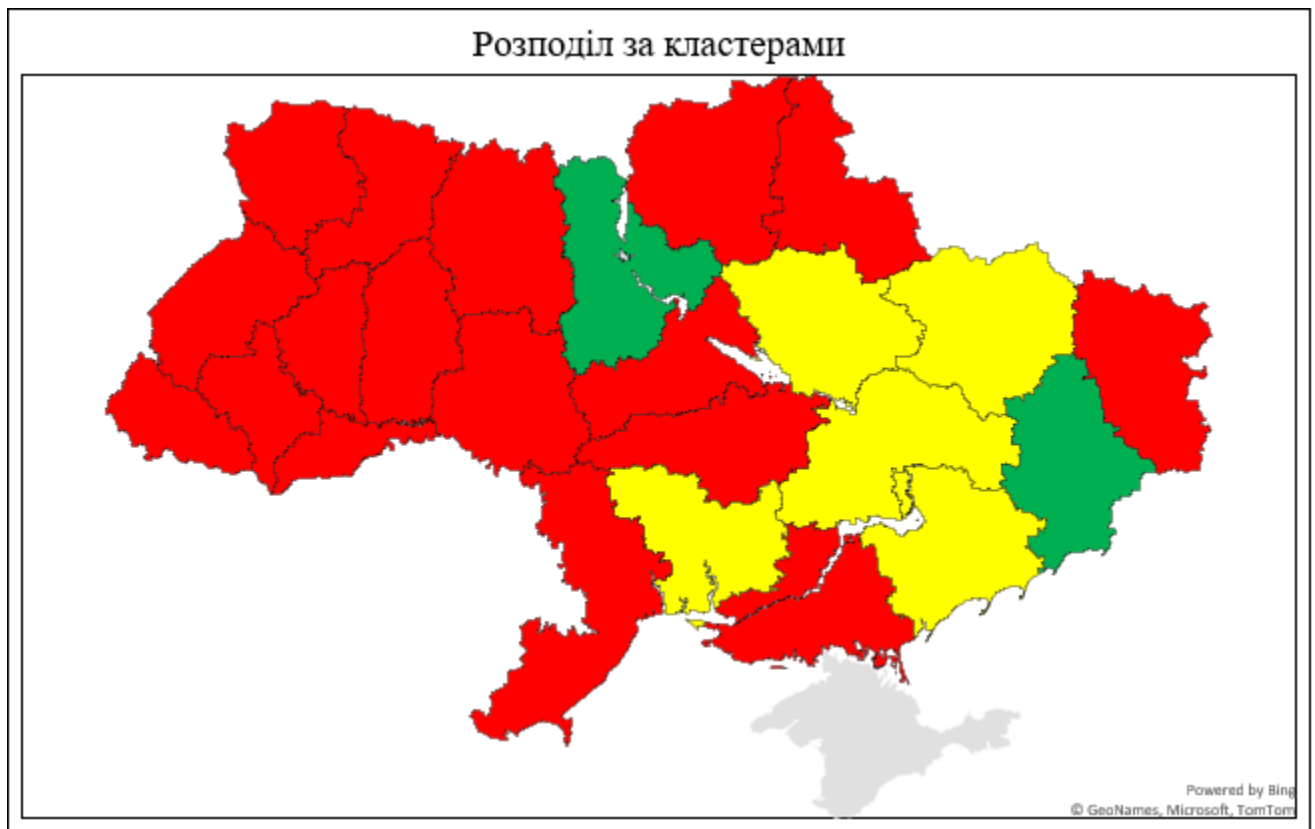 Розподіл за кластерами
Powered by Bing
© GeoNames, Microsoft, TomTom